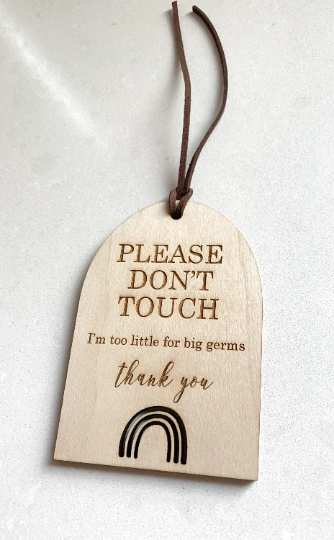 PLEASE
DON'T
TOUCH
I'm too little for big germs
thank you